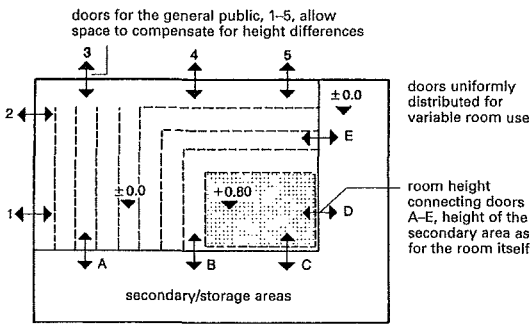 doors for the general public, 1–5, allow
space to compensate for height differences
3
4
5
±0.0
doors uniformly
distributed for
variable room use
2
E
±0.0
+0.80
room height
connecting doors
A–E, height of the
secondary area as
for the room itself
1
D
A
B
C
secondary/storage areas